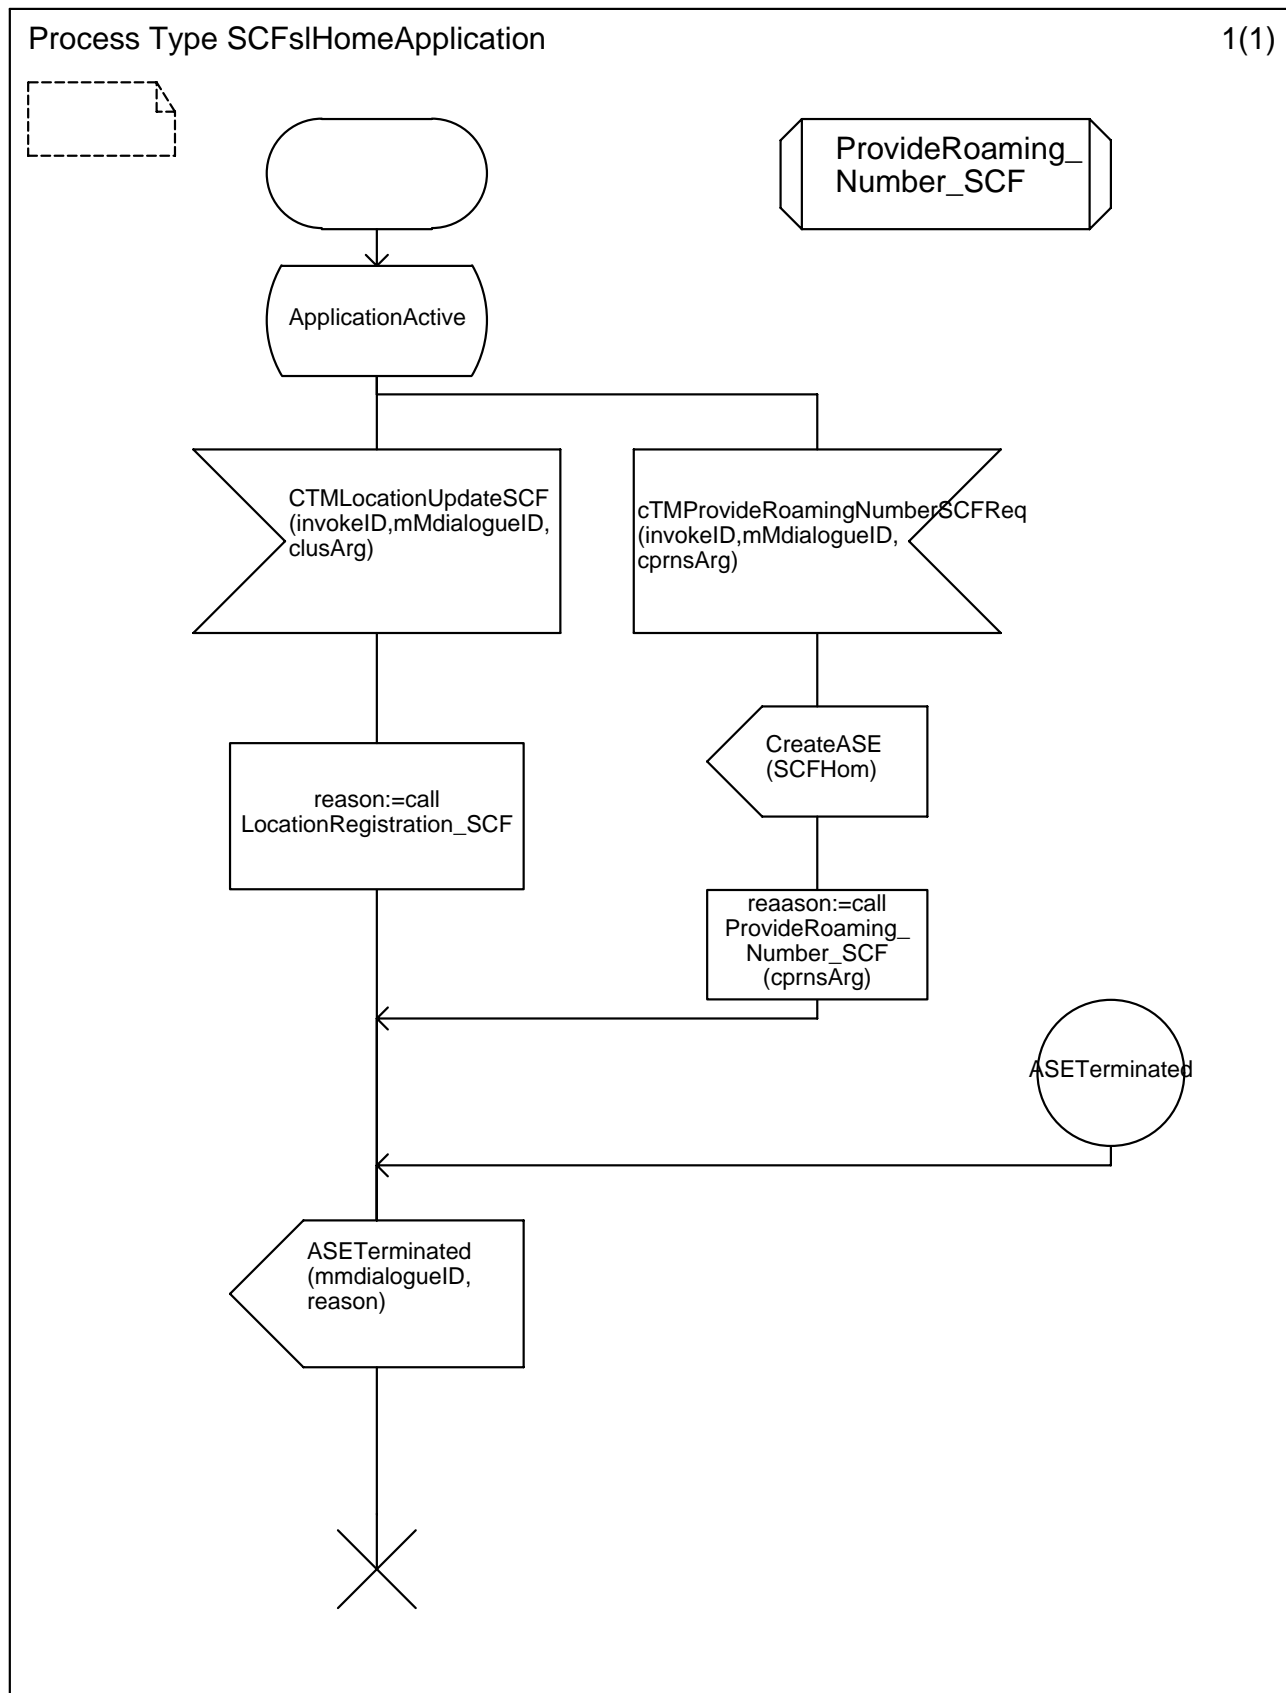 Process Type SCFslHomeApplication
1(1)
ProvideRoaming_
Number_SCF
ApplicationActive
CTMLocationUpdateSCF
(invokeID,mMdialogueID,
clusArg)
cTMProvideRoamingNumberSCFReq
(invokeID,mMdialogueID,
cprnsArg)
CreateASE
(SCFHom)
reason:=call
LocationRegistration_SCF
reaason:=call
ProvideRoaming_
Number_SCF
(cprnsArg)
ASETerminated
ASETerminated
(mmdialogueID,
reason)